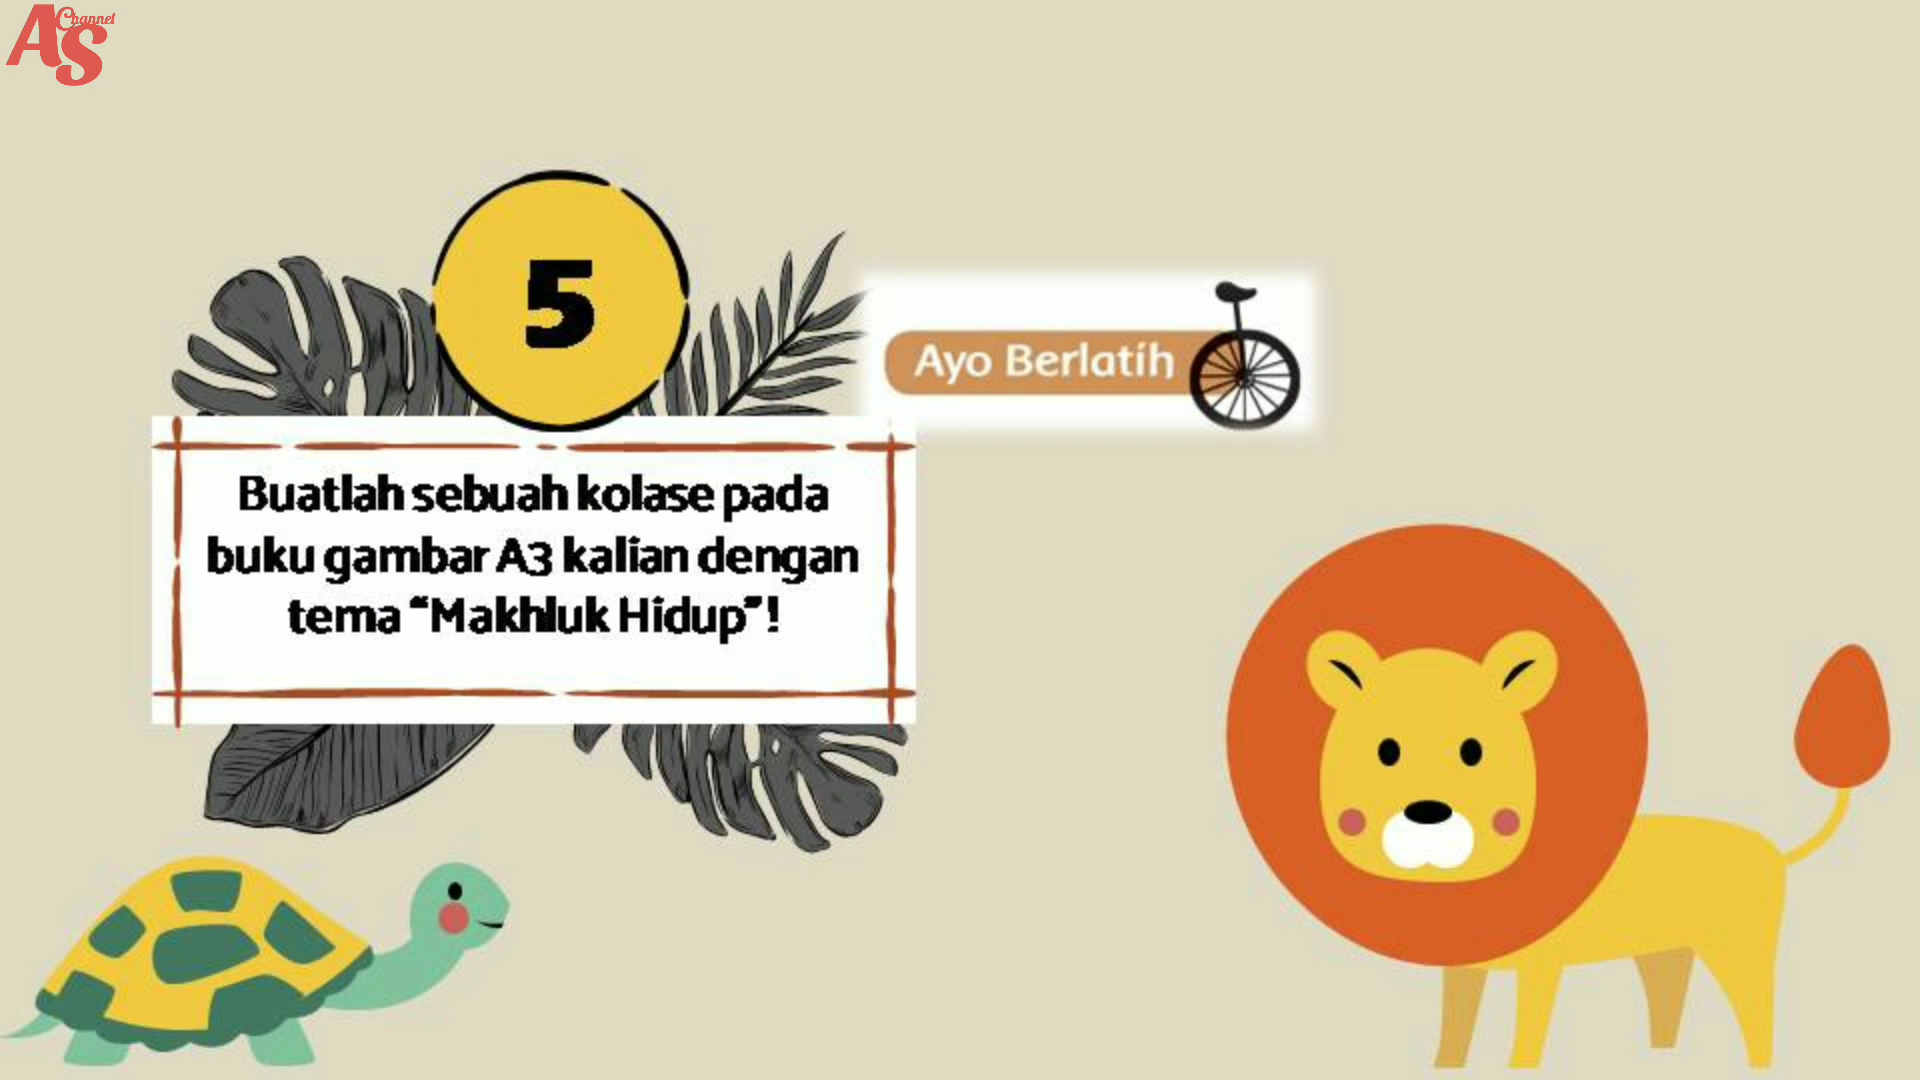 AS Channel
5
Ayo Berlatih
Buatlah sebuah kolase pada
buku gambar A3 kalian dengan
tema “Makhluk Hidup”!